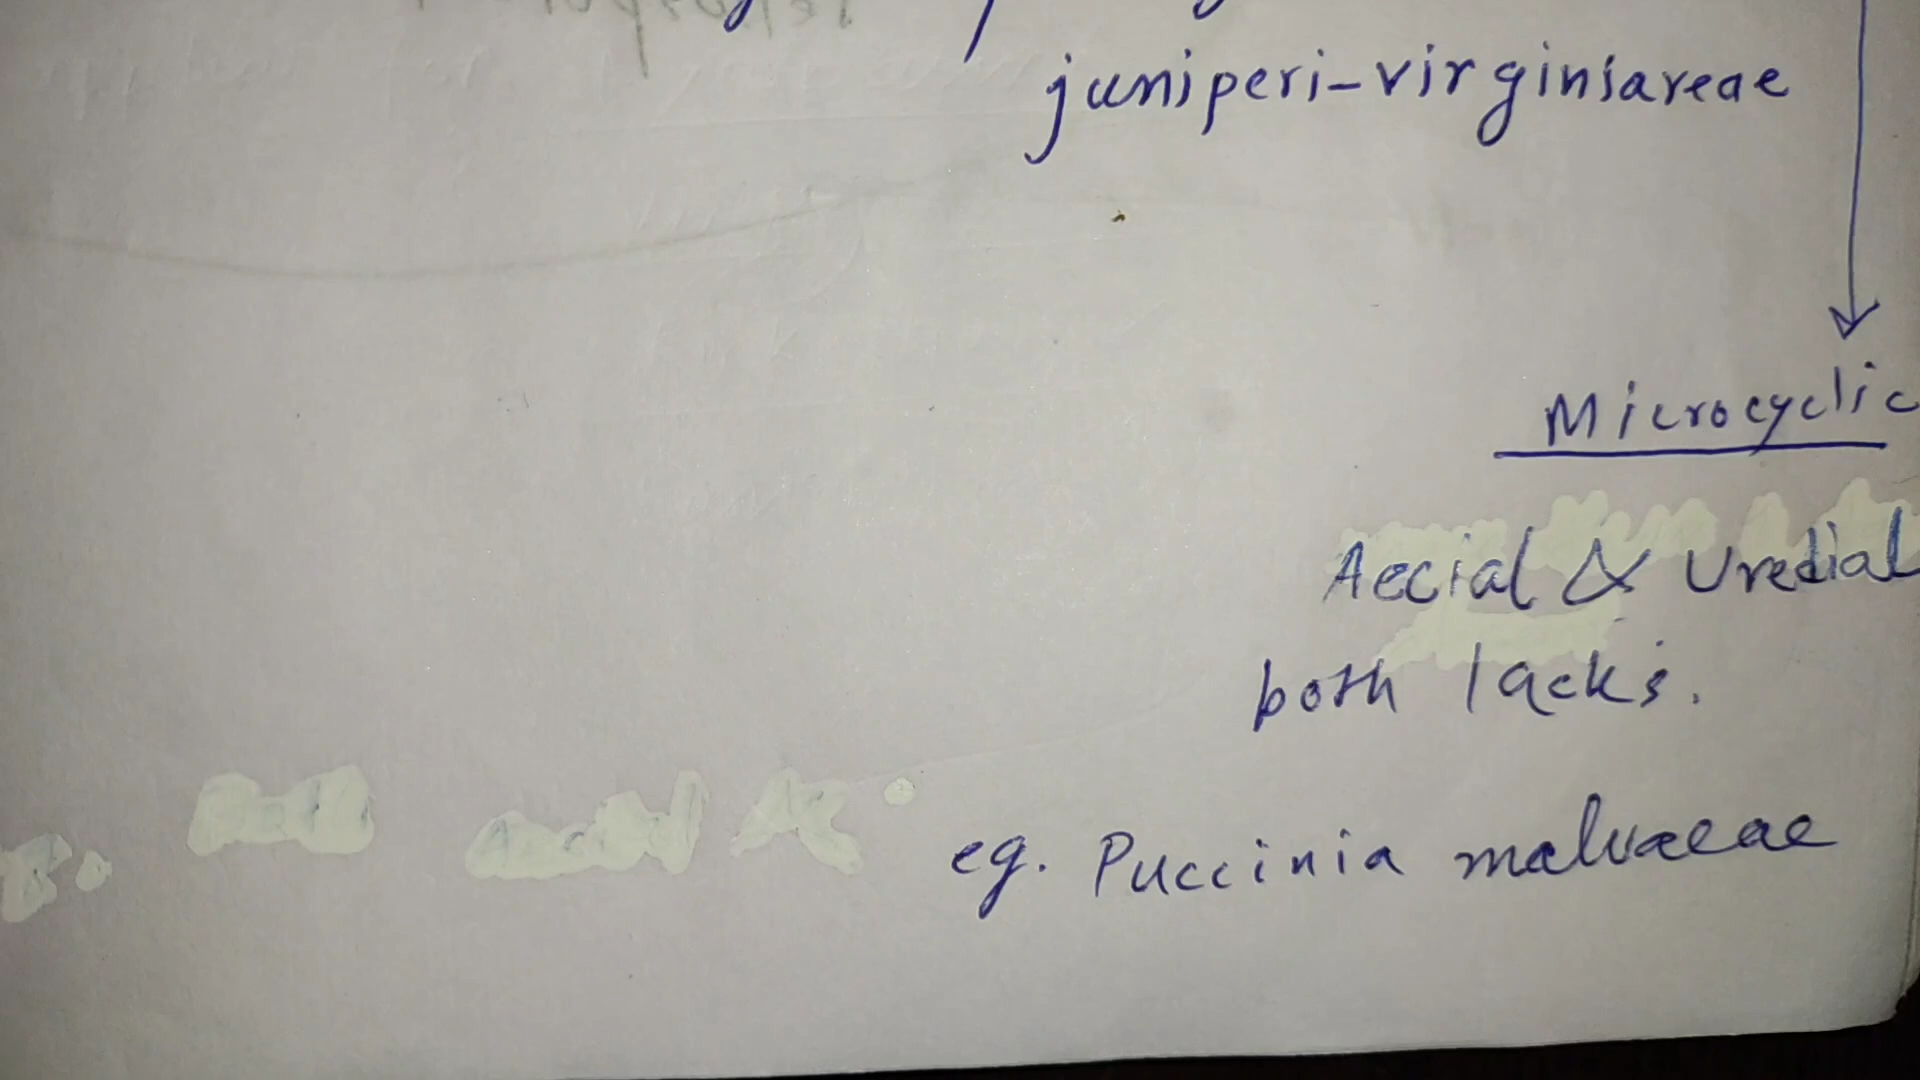 juniperi-virginiareae
Microcyclic
Aecial & Uredial
both lacks.
eg. Puccinia malvaeae